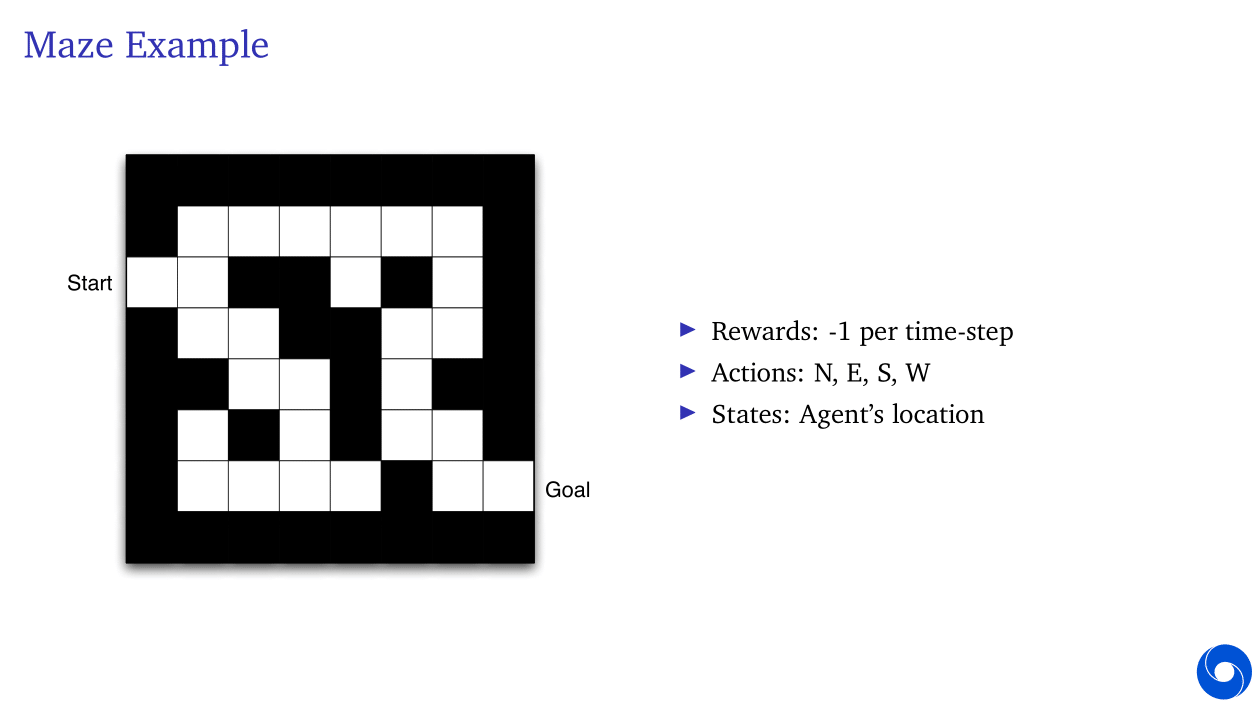 Maze Example
Start
Goal
► Rewards: -1 per time-step
► Actions: N, E, S, W
► States: Agent’s location